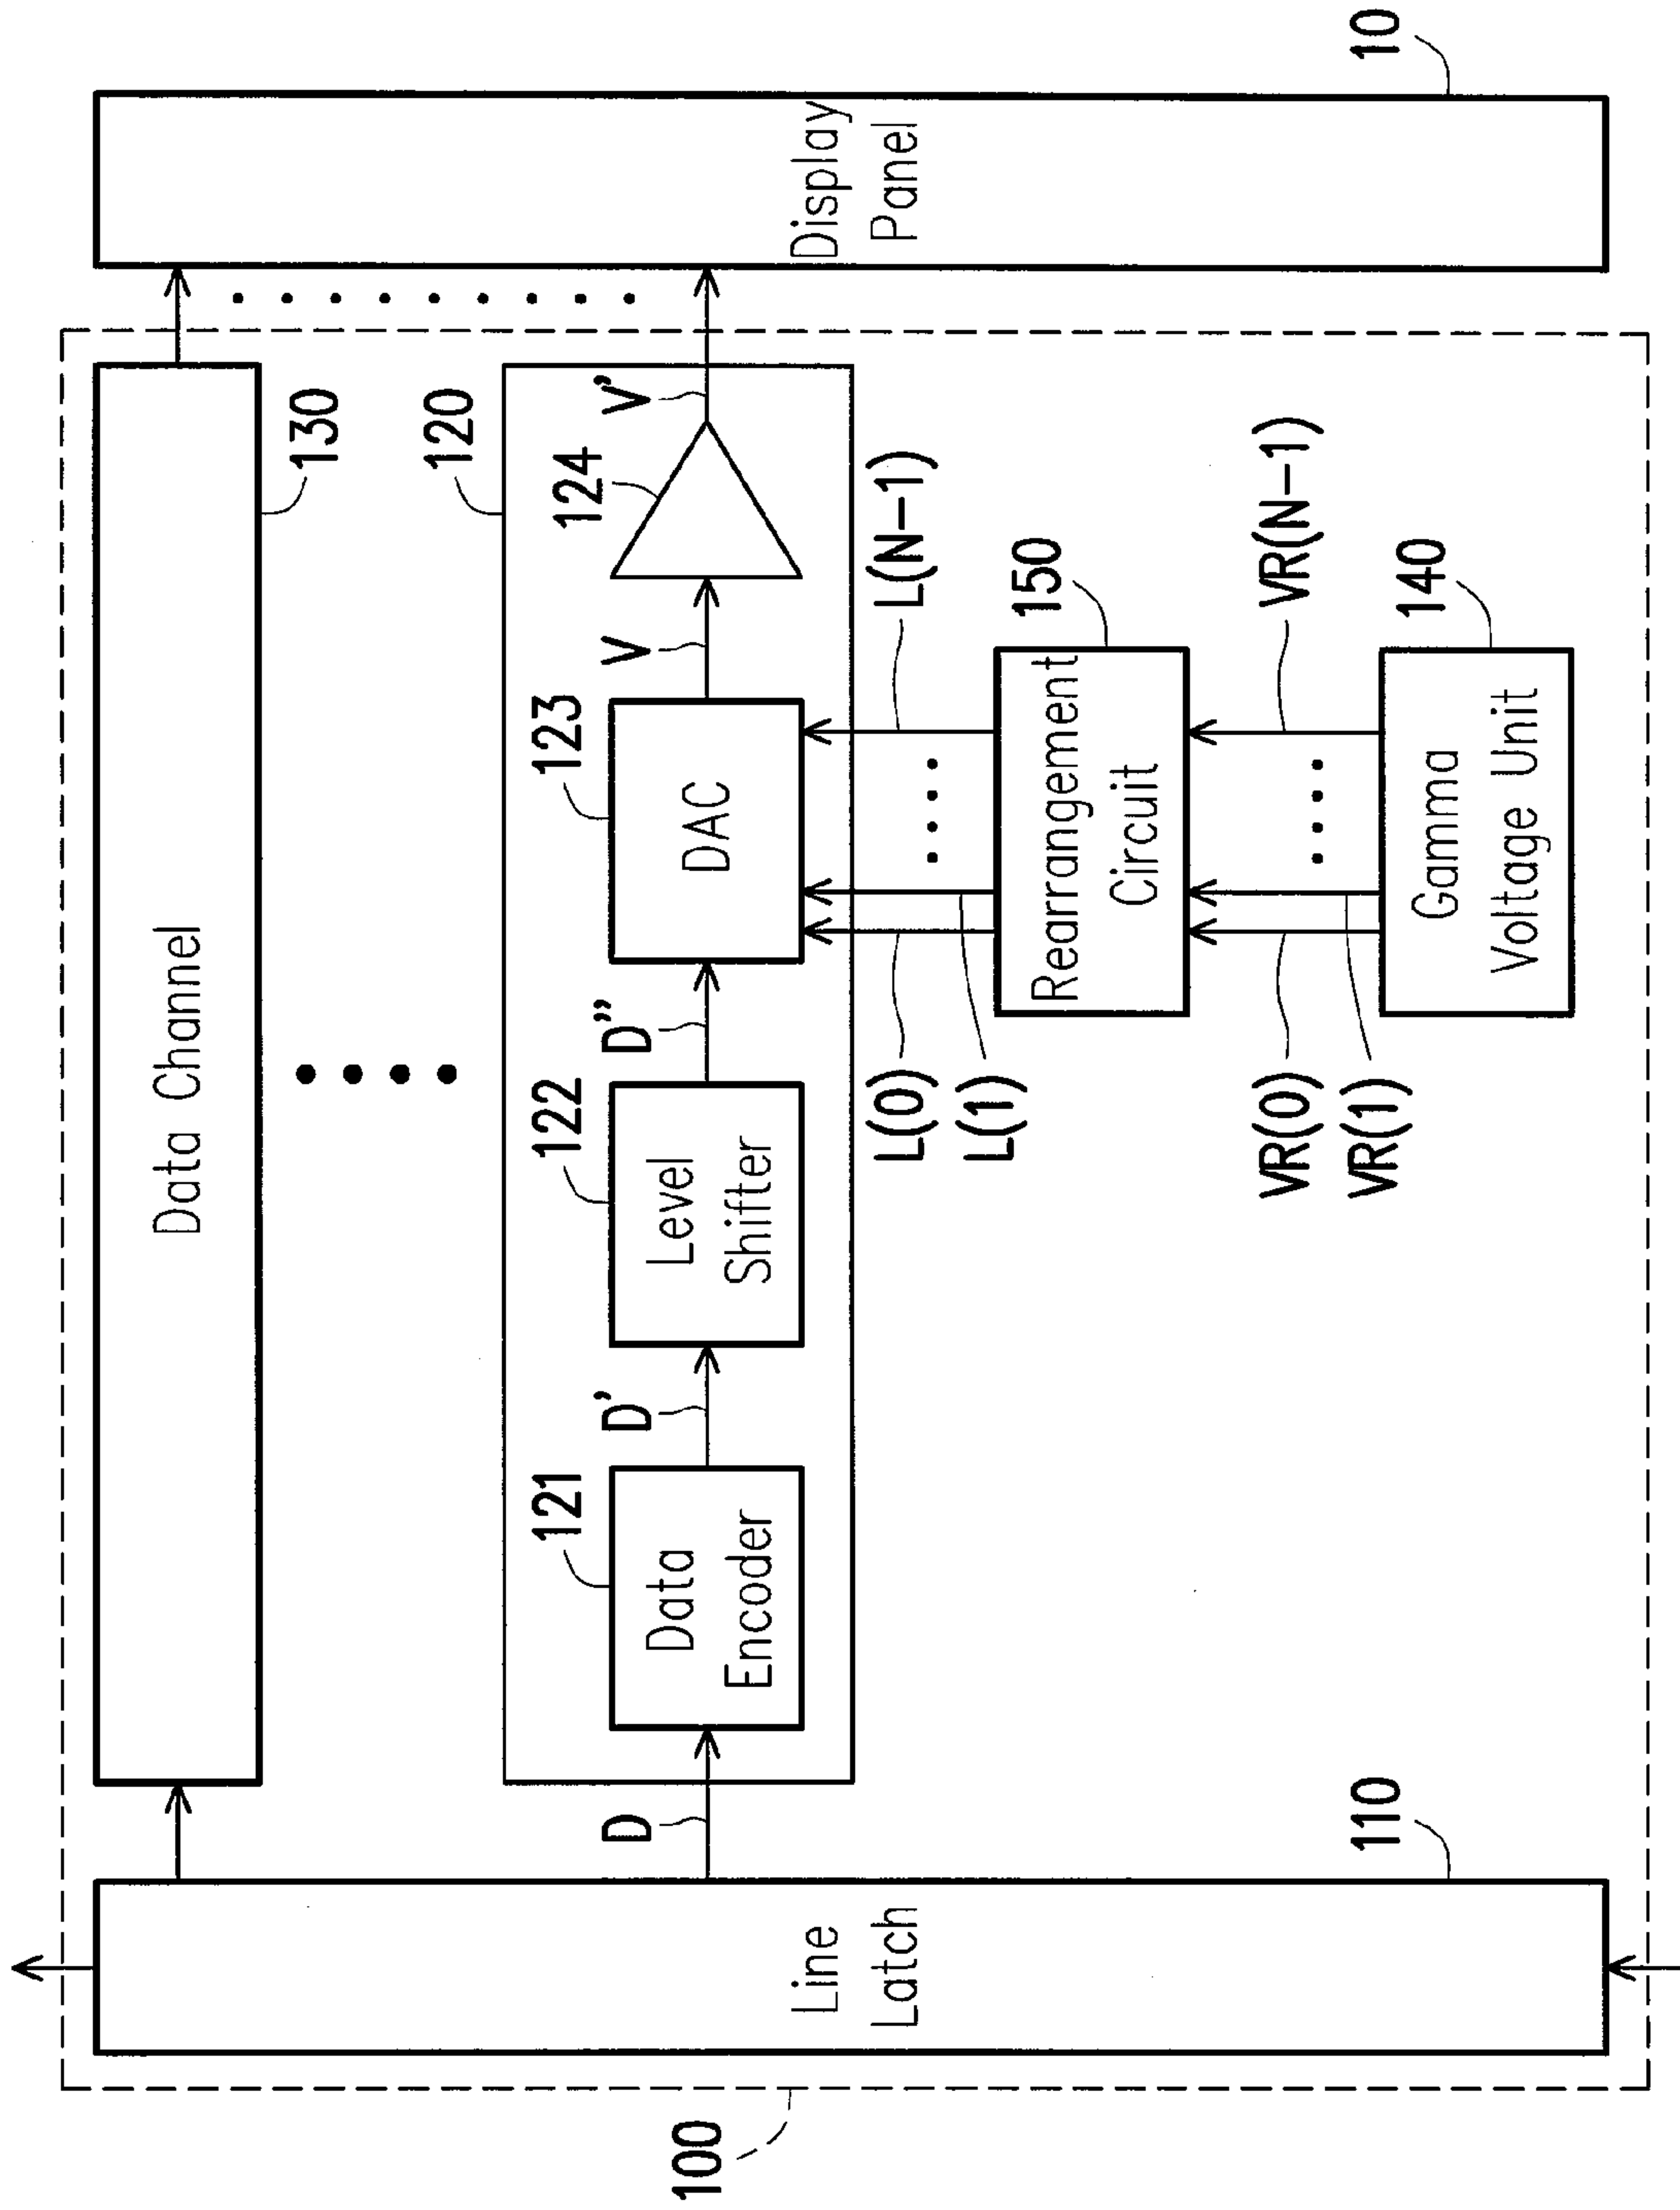 100
Line
Latch
110
Data Channel
130
120
D
Data
Encoder
121
D'
Level
Shifter
122
D''
DAC
123
V
124
V'
L(0)
L(1)
L(N-1)
Rearrangement
Circuit
150
VR(0)
VR(1)
VR(N-1)
Gamma
Voltage Unit
140
Display
Panel
10